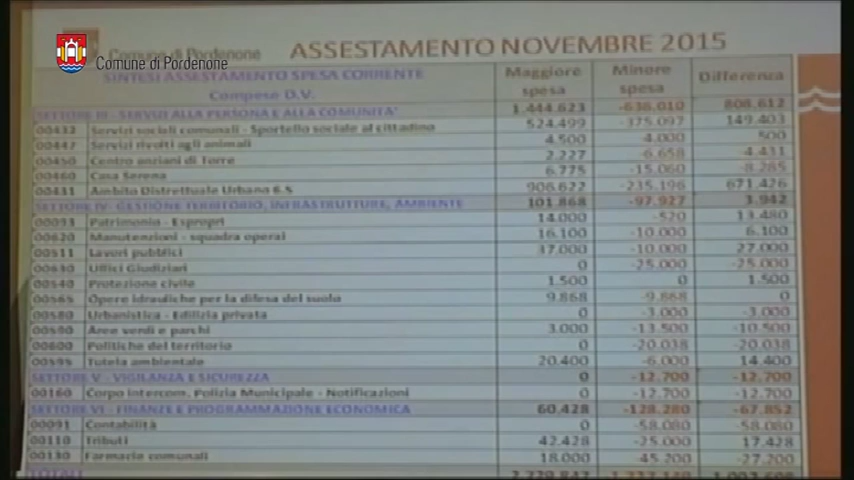 Comune di Pordenone
Comune di Pordenone
ASSESTAMENTO NOVEMBRE 2015
SINTESI ASSESTAMENTO SPESA CORRENTE Maggiore Minore Differenza
Compeso O.V. spesa spesa
SETTORE III - SERVIZI ALLA PERSONA E ALLA COMUNITA' 1.444.623 -636.010 808.612
00432 Servizi sociali comunali - Sportello sociale al cittadino 524.499 -375.097 149.403
00447 Servizi rivolti agli animali 4.500 -4.000 500
00450 Centro anziani di Torre 2.227 -6.658 -4.431
00460 Casa Serena 6.775 -15.060 -8.285
00431 Ambito Distrettuale Urbano 6.5 906.622 -235.196 671.426
SETTORE IV- GESTIONE TERRITORIO, INFRASTRUTTURE, AMBIENTE 101.868 -97.927 3.942
00093 Patrimonio - Espropri 14.000 -520 13.480
00620 Manutenzioni - squadra operai 16.100 -10.000 6.100
00511 Lavori pubblici 37.000 -10.000 27.000
Uffici Giudiziari 0 -25.000 -25.000
00540 Protezione civile 1.500 0 1.500
00565 Opere idrauliche per la difesa del suolo 9.868 -9.868 0
00580 Urbanistica - Edilizia privata 0 -3.000 -3.000
00590 Aree verdi e parchi 3.000 -13.500 -10.500
00600 Politiche del territorio 0 -20.038 -20.038
00595 Tutela ambientale 20.400 -6.000 14.400
SETTORE V - VIGILANZA E SICUREZZA 0 -12.700 -12.700
00160 Corpo intercom. Polizia Municipale - Notificazioni 0 -12.700 -12.700
SETTORE VI - FINANZE E PROGRAMMAZIONE ECONOMICA 60.428 -128.280 -67.852
00091 Contabilità 0 -58.080 -58.080
00110 Tributi 42.428 -25.000 17.428
00130 Farmacie comunali 18.000 -45.200 -27.200
TOTALI